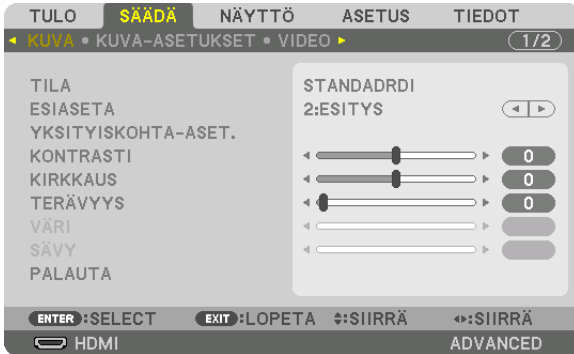 TULO SÄÄDÄ NÄYTTÖ ASETUS TIEDOT
KUVA • KUVA-ASETUKSET • VIDEO 1/2
TILA STANDADRDI
ESIASETA 2:ESITYS
YKSITYISKOHTA-ASET.
KONTRASTI 0
KIRKKAUS 0
TERÄVYYS 0
VÄRI
SÄVY
PALAUTA
ENTER:SELECT EXIT:LOPETA :SIIRRÄ :SIIRRÄ
HDMI ADVANCED